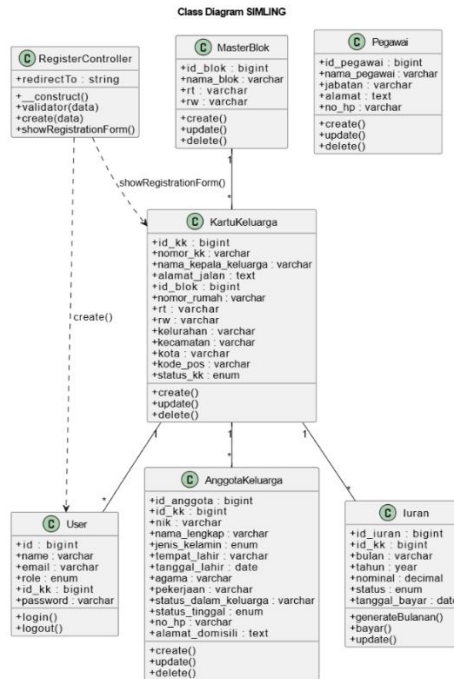 Class Diagram SIMLING
C RegisterController
+redirectTo : string
+__construct()
+validator(data)
+create(data)
+showRegistrationForm()
C MasterBlok
+id_blok : bigint
+nama_blok : varchar
+rt : varchar
+rw : varchar
+create()
+update()
+delete()
C Pegawai
+id_pegawai : bigint
+nama_pegawai : varchar
+jabatan : varchar
+alamat : text
+no_hp : varchar
+create()
+update()
+delete()
1
showRegistrationForm()
*
C KartuKeluarga
+id_kk : bigint
+nomor_kk : varchar
+nama_kepala_keluarga : varchar
+alamat_jalan : text
+id_blok : bigint
+nomor_rumah : varchar
+rt : varchar
+rw : varchar
+kelurahan : varchar
+kecamatan : varchar
+kota : varchar
+kode_pos : varchar
+status_kk : enum
+create()
+update()
+delete()
create()
1
1
1
*
*
*
C User
+id : bigint
+name : varchar
+email : varchar
+role : enum
+id_kk : bigint
+password : varchar
+login()
+logout()
C AnggotaKeluarga
+id_anggota : bigint
+id_kk : bigint
+nik : varchar
+nama_lengkap : varchar
+jenis_kelamin : enum
+tempat_lahir : varchar
+tanggal_lahir : date
+agama : varchar
+pekerjaan : varchar
+status_dalam_keluarga : varchar
+status_tinggal : enum
+no_hp : varchar
+alamat_domisili : text
+create()
+update()
+delete()
C Iuran
+id_iuran : bigint
+id_kk : bigint
+bulan : varchar
+tahun : year
+nominal : decimal
+status : enum
+tanggal_bayar : date
+generateBulanan()
+bayar()
+update()